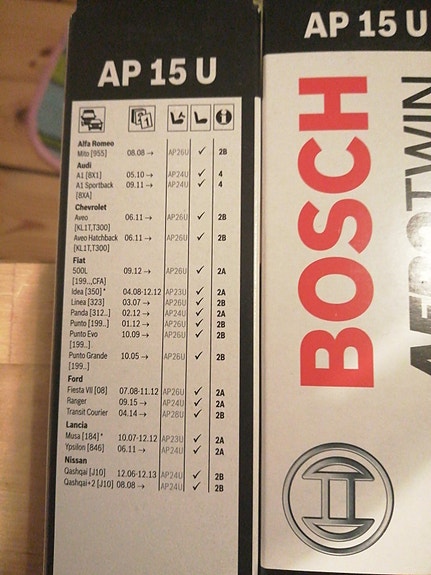 AP 15 U
Alfa Romeo
Mito [955] 08.08 → AP26U ✓ 2B
Audi
A1 [8X1] 05.10 → AP24U ✓ 4
A1 Sportback 09.11 → AP24U ✓ 4
[8XA]
Chevrolet
Aveo 06.11 → AP26U ✓ 2B
[KL1T,T300]
Aveo Hatchback 06.11 → AP26U ✓ 2B
[KL1T,T300]
Fiat
500L 09.12 → AP26U ✓ 2A
[199..,CFA]
Idea [350] * 04.08-12.12 AP23U ✓ 2A
Linea [323] 03.07 → AP26U ✓ 2B
Panda [312..] 02.12 → AP24U ✓ 2A
Punto [199..] 01.12 → AP26U ✓ 2B
Punto Evo 10.09 → AP26U ✓ 2B
[199..]
Punto Grande 10.05 → AP26U ✓ 2B
[199..]
Ford
Fiesta VII [08] 07.08-11.12 AP26U ✓ 2A
Ranger 09.15 → AP24U ✓ 2A
Transit Courier 04.14 → AP28U ✓ 2B
Lancia
Musa [184] * 10.07-12.12 AP23U ✓ 2A
Ypsilon [846] 06.11 → AP24U ✓ 2A
Nissan
Qashqai [J10] 12.06-12.13 AP24U ✓ 2B
Qashqai+2 [J10] 08.08 → AP24U ✓ 2B
AP 15 U
BOSCH
AEROTWIN